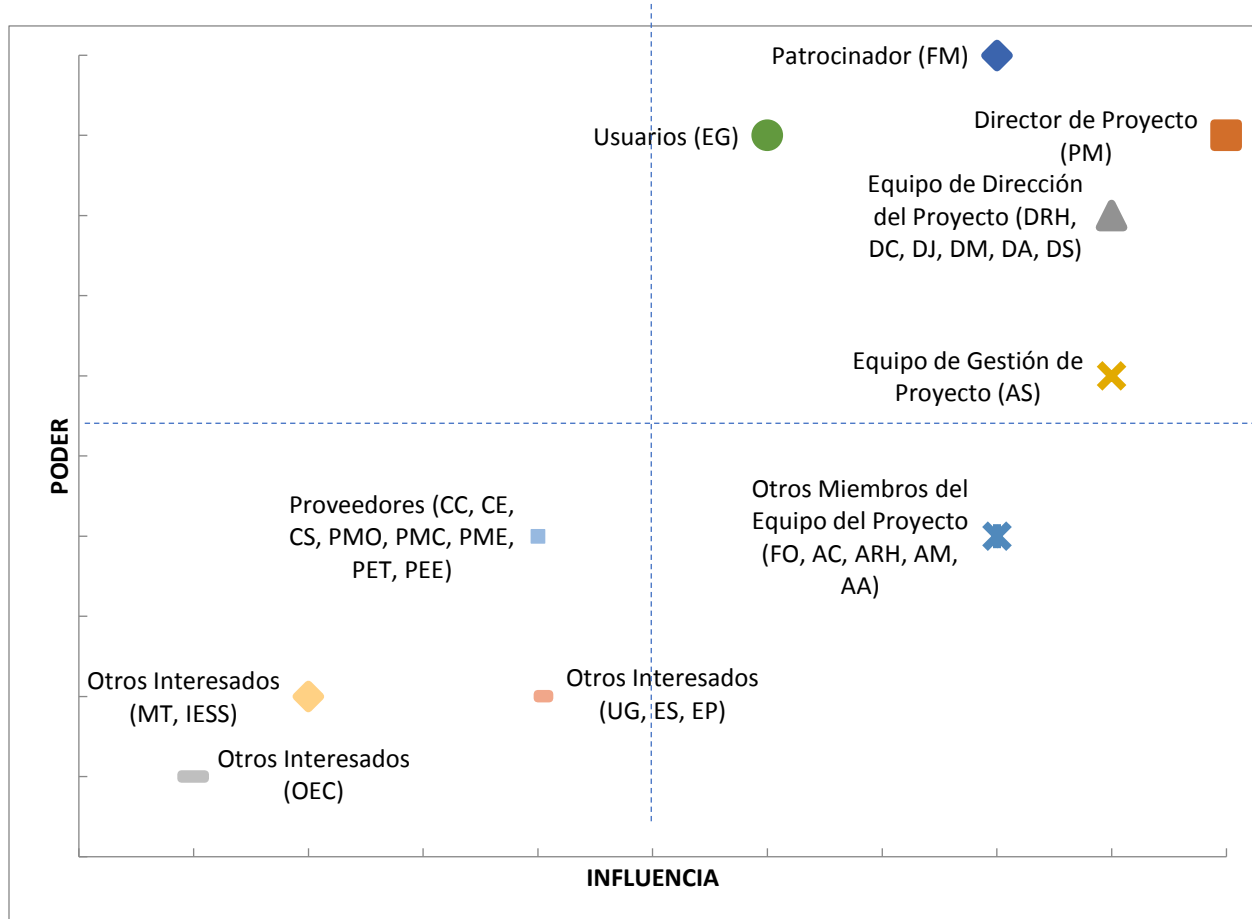 Patrocinador (FM)
Usuarios (EG)
Director de Proyecto
(PM)
Equipo de Dirección
del Proyecto (DRH,
DC, DJ, DM, DA, DS)
Equipo de Gestión de
Proyecto (AS)
PODER
Proveedores (CC, CE,
CS, PMO, PMC, PME,
PET, PEE)
Otros Miembros del
Equipo del Proyecto
(FO, AC, ARH, AM,
AA)
Otros Interesados
(MT, IESS)
Otros Interesados
(UG, ES, EP)
Otros Interesados
(OEC)
INFLUENCIA